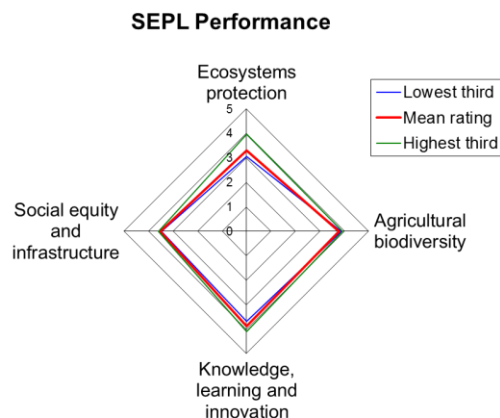 SEPL Performance
Ecosystems
protection
5
4
3
2
1
0
Lowest third
Mean rating
Highest third
Social equity
and
infrastructure
Agricultural
biodiversity
Knowledge,
learning and
innovation